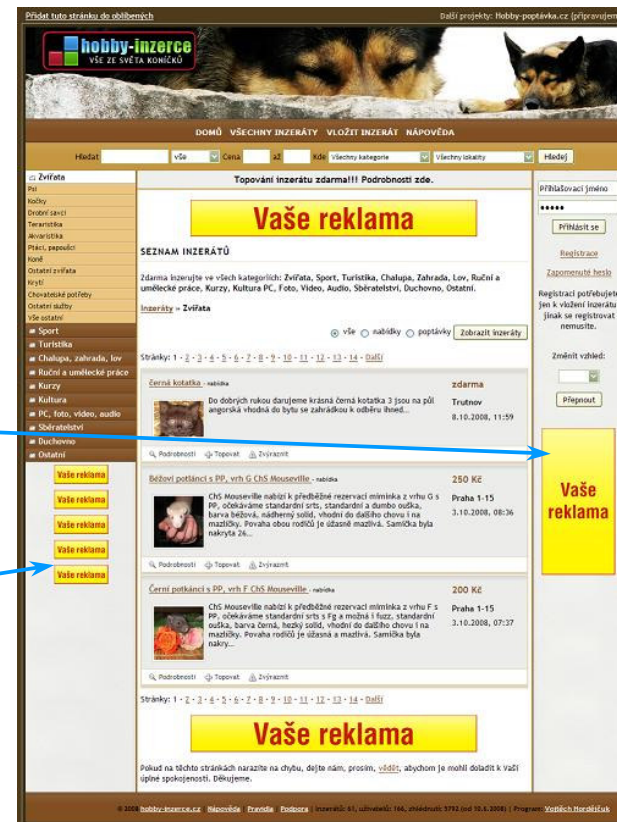 Přidat tuto stránku do oblíbených
Další projekty: Hobby-poptávka.cz (připravujem
hobby-inzerce
VŠE ZE SVĚTA KONÍČKŮ
DOMŮ VŠECHNY INZERÁTY VLOŽIT INZERÁT NÁPOVĚDA
Hledat vše Cena až Kde Všechny kategorie Všechny lokality Hledej
Zvířata
Psi
Kočky
Drobní savci
Teraristika
Akvaristika
Ptáci, papoušci
Koně
Ostatní zvířata
Krytí
Chovatelské potřeby
Ostatní služby
Vše ostatní
Sport
Turistika
Chalupa, zahrada, lov
Ruční a umělecké práce
Kurzy
Kultura
PC, foto, video, audio
Sběratelství
Duchovno
Ostatní
Vaše reklama
Vaše reklama
Vaše reklama
Vaše reklama
Vaše reklama
Topování inzerátu zdarma!!! Podrobnosti zde.
Vaše reklama
SEZNAM INZERÁTŮ
Zdarma inzerujte ve všech kategoriích: Zvířata, Sport, Turistika, Chalupa, Zahrada, Lov, Ruční a
umělecké práce, Kurzy, Kultura PC, Foto, Video, Audio, Sběratelství, Duchovno, Ostatní.
Inzeráty » Zvířata
vše nabídky poptávky Zobrazit inzeráty
Stránky: 1 - 2 - 3 - 4 - 5 - 6 - 7 - 8 - 9 - 10 - 11 - 12 - 13 - 14 - Další
černá kotatka - nabídka
zdarma
Do dobrých rukou darujeme krásná černá kotatka 3 jsou na půl
angorská vhodná do bytu se zahrádkou k odběru ihned...
Trutnov
8.10.2008, 11:59
Podrobnosti Topovat Zvýraznit
Béžoví potkánci s PP, vrh G ChS Mouseville - nabídka
250 Kč
ChS Mouseville nabízí k předběžné rezervaci miminka z vrhu G s
PP, očekáváme standardní srts, standardní a dumbo ouška,
barva béžová, nádherný solid, vhodní do dalšího chovu i na
mazlíčky. Povaha obou rodičů je úžasně mazlivá. Samička byla
nakryta 26...
Praha 1-15
3.10.2008, 08:36
Podrobnosti Topovat Zvýraznit
Černí potkánci s PP, vrh F ChS Mouseville - nabídka
200 Kč
ChS Mouseville nabízí k předběžné rezervaci miminka z vrhu F s
PP, očekáváme standardní srts s Fg a možná i fuzz, standardní
ouška, barva černá, hezký solid, vhodní do dalšího chovu i na
mazlíčky. Povaha rodičů je úžasná a mazlivá. Samička byla
nakry...
Praha 1-15
3.10.2008, 07:37
Podrobnosti Topovat Zvýraznit
Stránky: 1 - 2 - 3 - 4 - 5 - 6 - 7 - 8 - 9 - 10 - 11 - 12 - 13 - 14 - Další
Vaše reklama
Pokud na těchto stránkách narazíte na chybu, dejte nám, prosím, vědět, abychom je mohli doladit k Vaší
úplné spokojenosti. Děkujeme.
Přihlašovací jméno
•••••
Přihlásit se
Registrace
Zapomenuté heslo
Registraci potřebujete
jen k vložení inzerátu
jinak se registrovat
nemusíte.
Změnit vzhled:
Přepnout
Vaše
reklama
© 2008 hobby-inzerce.cz | Nápověda | Pravidla | Podpora | inzerátů: 61, uživatelů: 166, zhlédnutí: 5792 (od 10.6.2008) | Program: Vojtěch Hordějčuk